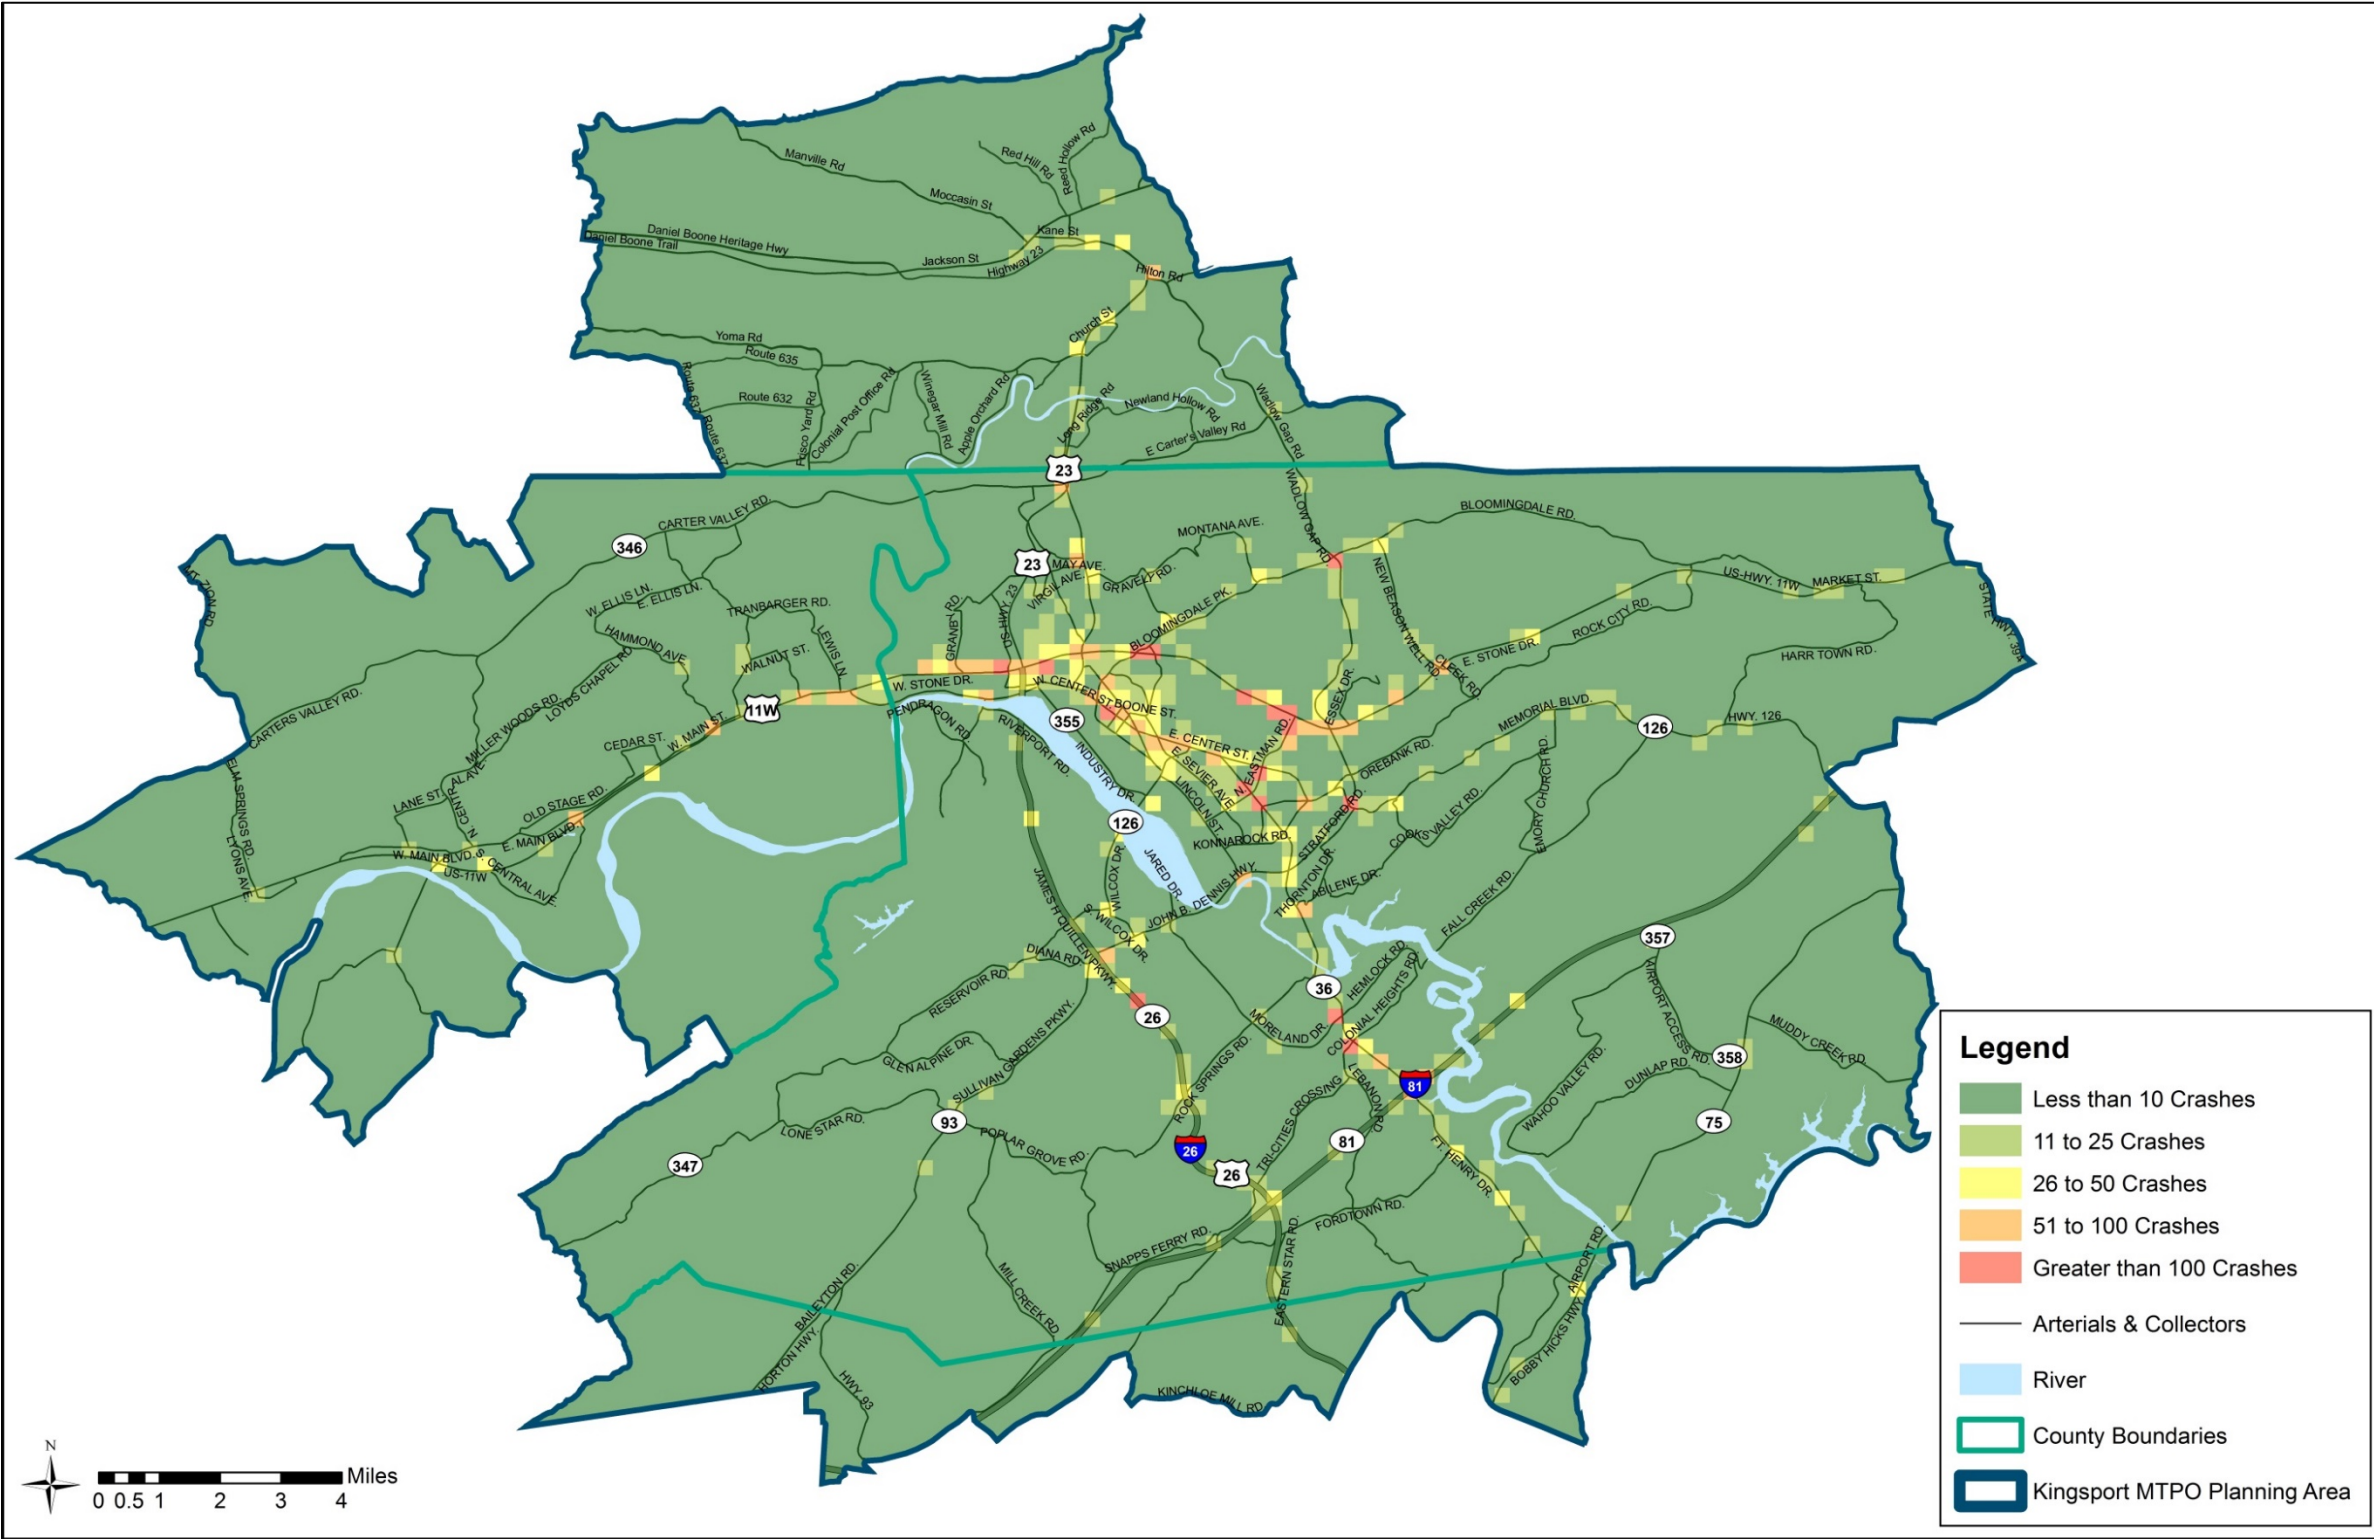 Manville Rd
Red Hill Rd
Reed Hollow Rd
Moccasin St
Kane St
Daniel Boone Heritage Hwy
Daniel Boone Trail
Jackson St
Highway 23
Hilton Rd
Church St
Yoma Rd
Route 635
Route 637
Route 632
Route 637
Frisco Yard Rd
Colonial Post Office Rd
Winegar Mill Rd
Apple Orchard Rd
Long Ridge Rd
Newland Hollow Rd
E Carter's Valley Rd
Wadlow Gap Rd
23
CARTER VALLEY RD.
346
MONTANA AVE.
WADLOW GAP RD.
BLOOMINGDALE RD.
MT. ZION RD.
23
MAY AVE.
VIRGIL AVE.
GRAVELY RD.
US-HWY. 11W
MARKET ST.
STATE HWY. 394
W. ELLIS LN.
E. ELLIS LN.
TRANBARGER RD.
LEWIS LN.
GRANBY RD.
HWY. 23
BLOOMINGDALE PK.
NEW BEASON WELL RD.
ROCK CITY RD.
HAMMOND AVE.
WALNUT ST.
CLEEK RD.
E. STONE DR.
HARR TOWN RD.
CARTERS VALLEY RD.
MILLER WOODS RD.
LOYDS CHAPEL RD.
11W
W. STONE DR.
W. CENTER ST.
BOONE ST.
ESSEX DR.
MEMORIAL BLVD.
126
HWY. 126
PENDRAGON RD.
RIVERPORT RD.
355
INDUSTRY DR.
E. CENTER ST.
E. SEVIER AVE.
LINCOLN ST.
N. EASTMAN RD.
OREBANK RD.
CEDAR ST.
W. MAIN ST.
ELM SPRINGS RD.
LYONS AVE.
LANE ST.
N. CENTRAL AVE.
OLD STAGE RD.
E. MAIN BLVD.
W. MAIN BLVD.
US-11W
S. CENTRAL AVE.
126
KONNAROCK RD.
STRATFORD RD.
COOKS VALLEY RD.
EMORY CHURCH RD.
JAMES H QUILLEN PKWY.
WILCOX DR.
JARED DR.
JOHN B. DENNIS HWY.
THORNTON DR.
ABILENE DR.
FALL CREEK RD.
S. WILCOX DR.
DIANA RD.
RESERVOIR RD.
357
36
HEMLOCK RD.
COLONIAL HEIGHTS RD.
AIRPORT ACCESS RD.
26
MORELAND DR.
MUDDY CREEK RD.
358
GLEN ALPINE DR.
SULLIVAN GARDENS PKWY.
ROCK SPRINGS RD.
LEBANON RD.
81
WAHOO VALLEY RD.
DUNLAP RD.
TRI-CITIES CROSSING
LONE STAR RD.
93
POPLAR GROVE RD.
26
81
75
347
26
FT. HENRY DR.
FORDTOWN RD.
SNAPPS FERRY RD.
EASTERN STAR RD.
AIRPORT RD.
BAILEYTON RD.
HORTON HWY.
MILL CREEK RD.
HWY. 93
KINCHLOE MILL RD.
BOBBY HICKS HWY.
Legend
Less than 10 Crashes
11 to 25 Crashes
26 to 50 Crashes
51 to 100 Crashes
Greater than 100 Crashes
Arterials & Collectors
River
County Boundaries
Kingsport MTPO Planning Area
N
Miles
0 0.5 1 2 3 4